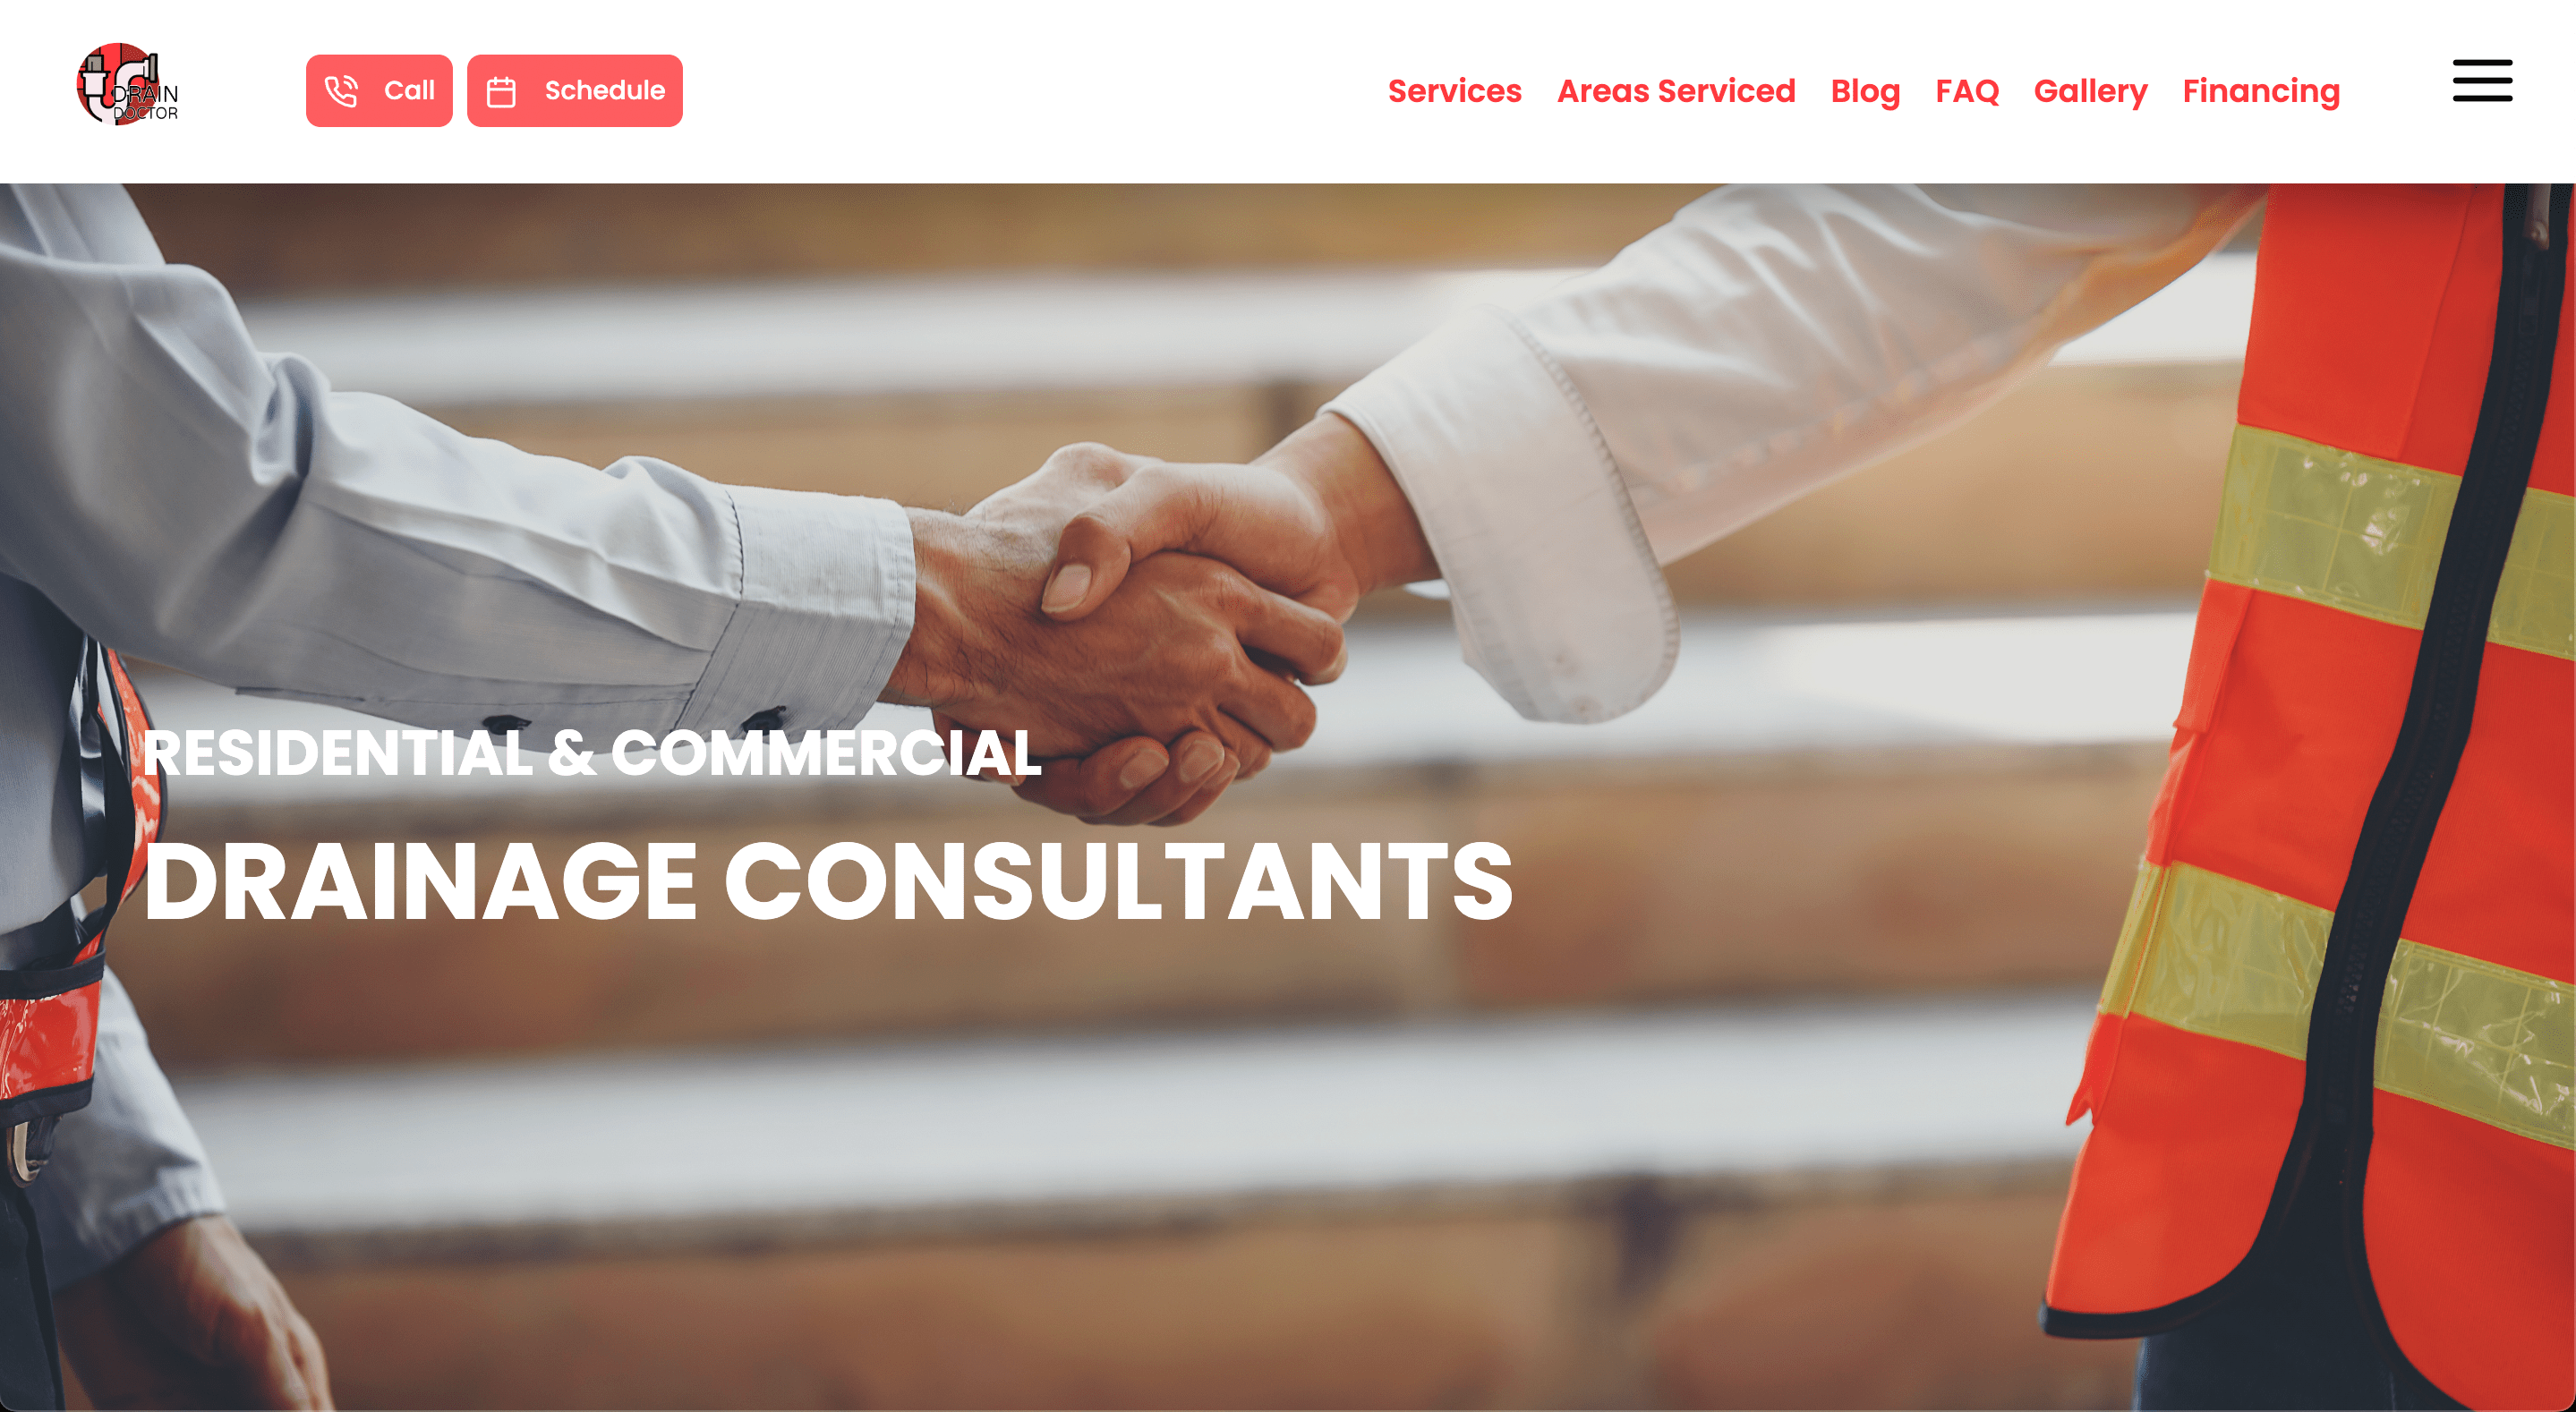 DRAIN
DOCTOR
Call
Schedule
Services
Areas Serviced
Blog
FAQ
Gallery
Financing
RESIDENTIAL & COMMERCIAL
DRAINAGE CONSULTANTS